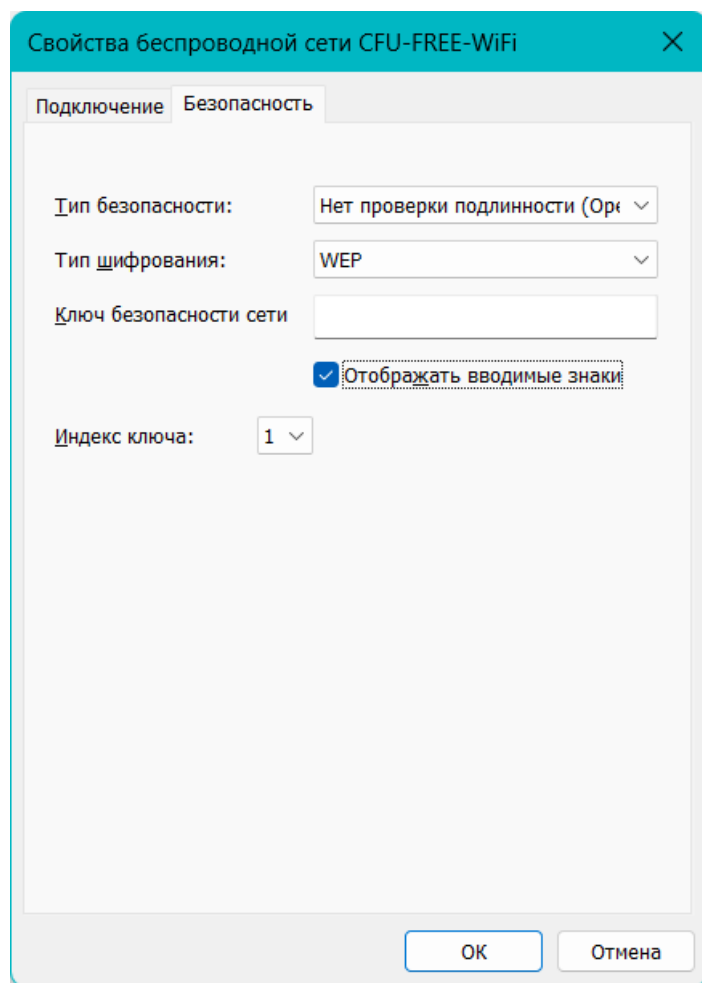 Свойства беспроводной сети CFU-FREE-WiFi
Подключение Безопасность
Тип безопасности: Нет проверки подлинности (Ope
Тип шифрования: WEP
Ключ безопасности сети
Отображать вводимые знаки
Индекс ключа: 1
ОК Отмена